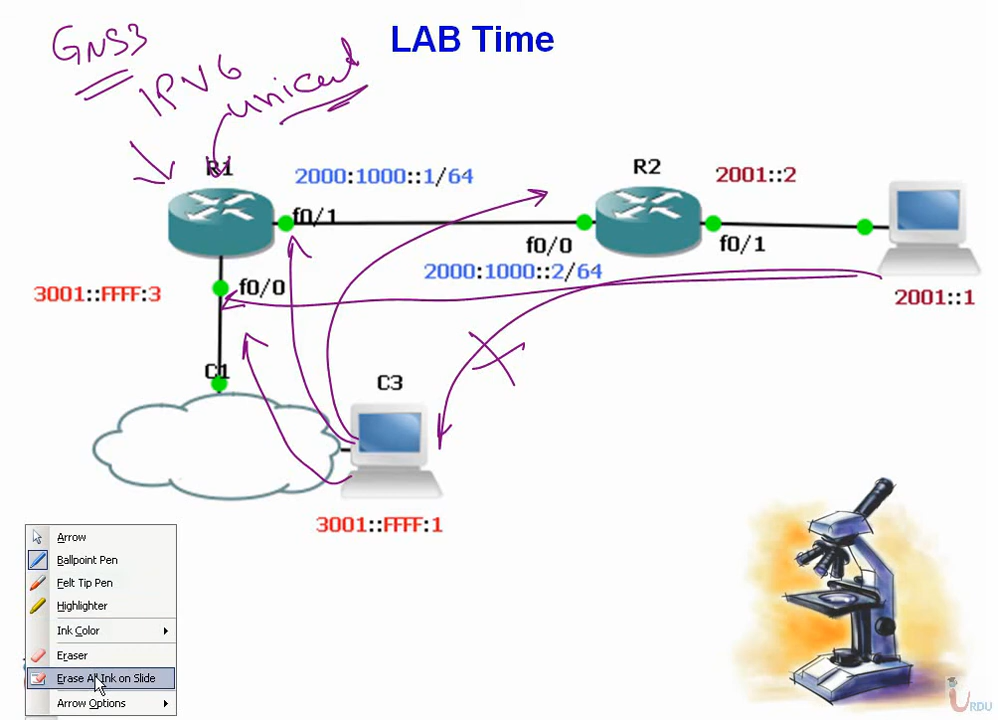 LAB Time
GNS3
IPV6
unicast
R1
2000:1000::1/64
f0/1
R2
2001::2
f0/0
f0/1
2000:1000::2/64
3001::FFFF:3
f0/0
2001::1
C1
C3
3001::FFFF:1
Arrow
Ballpoint Pen
Felt Tip Pen
Highlighter
Ink Color
Eraser
Erase All Ink on Slide
Arrow Options
URDU